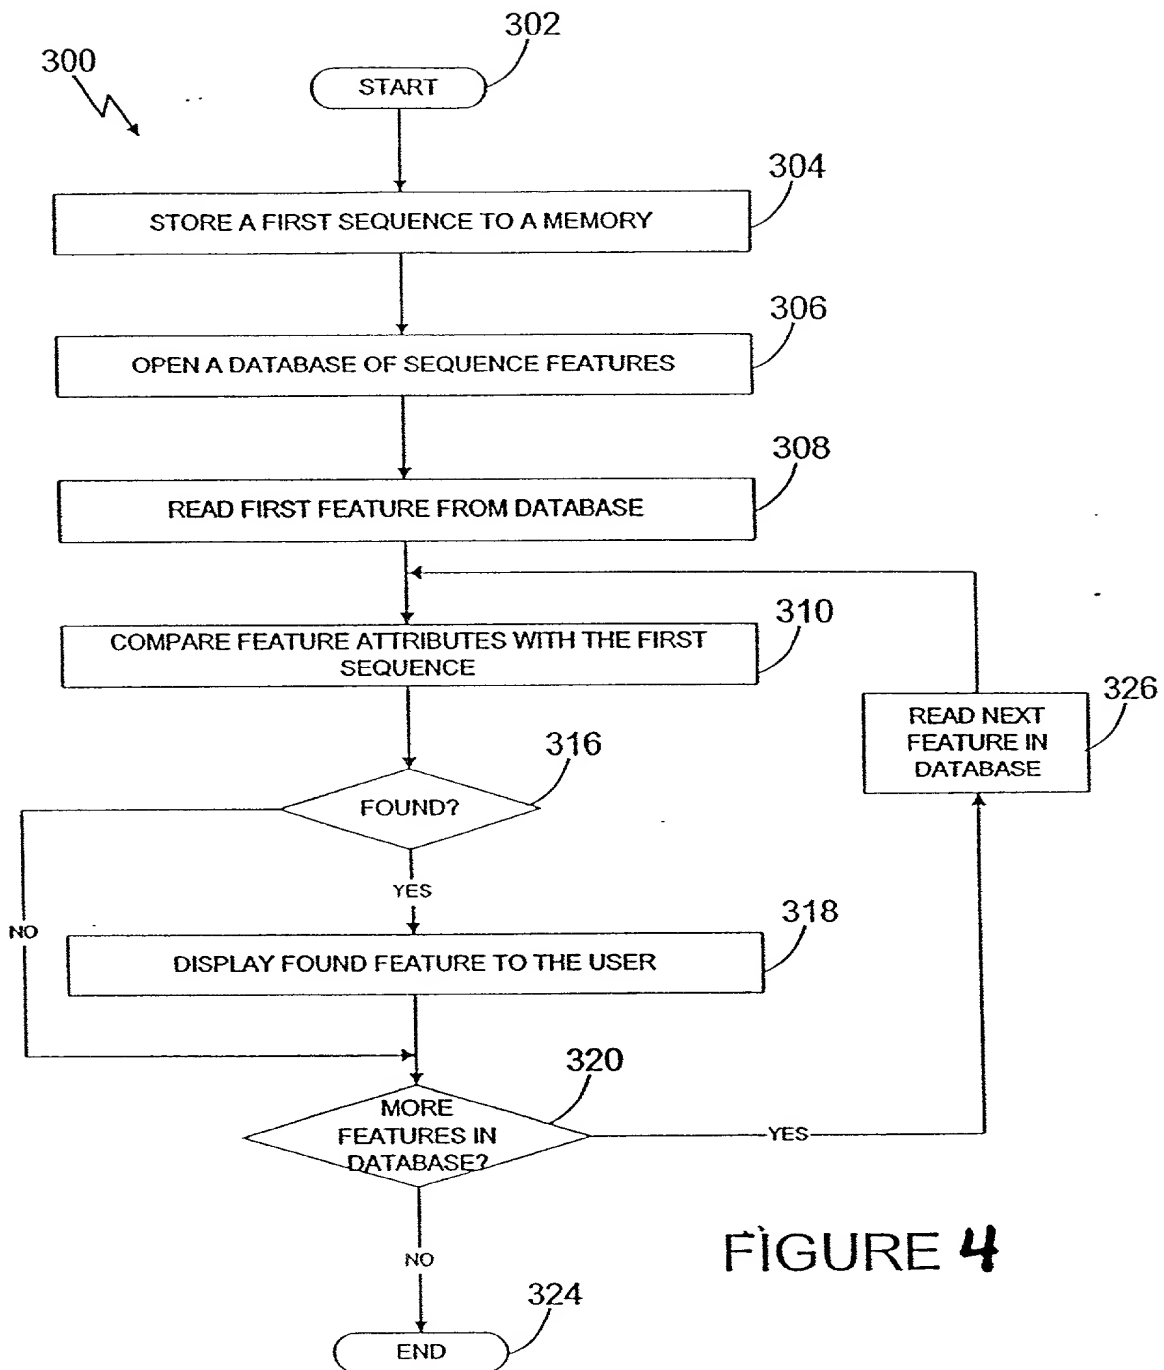 302
300
START
304
STORE A FIRST SEQUENCE TO A MEMORY
306
OPEN A DATABASE OF SEQUENCE FEATURES
308
READ FIRST FEATURE FROM DATABASE
310
COMPARE FEATURE ATTRIBUTES WITH THE FIRST
SEQUENCE
326
READ NEXT
FEATURE IN
DATABASE
316
FOUND?
YES
NO
318
DISPLAY FOUND FEATURE TO THE USER
320
MORE
FEATURES IN
DATABASE?
YES
NO
FIGURE 4
324
END